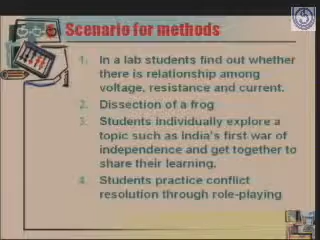 Scenario for methods
1. In a lab students find out whether
there is relationship among
voltage, resistance and current.
2. Dissection of a frog
3. Students individually explore a
topic such as India's first war of
independence and get together to
share their learning.
4. Students practice conflict
resolution through role-playing